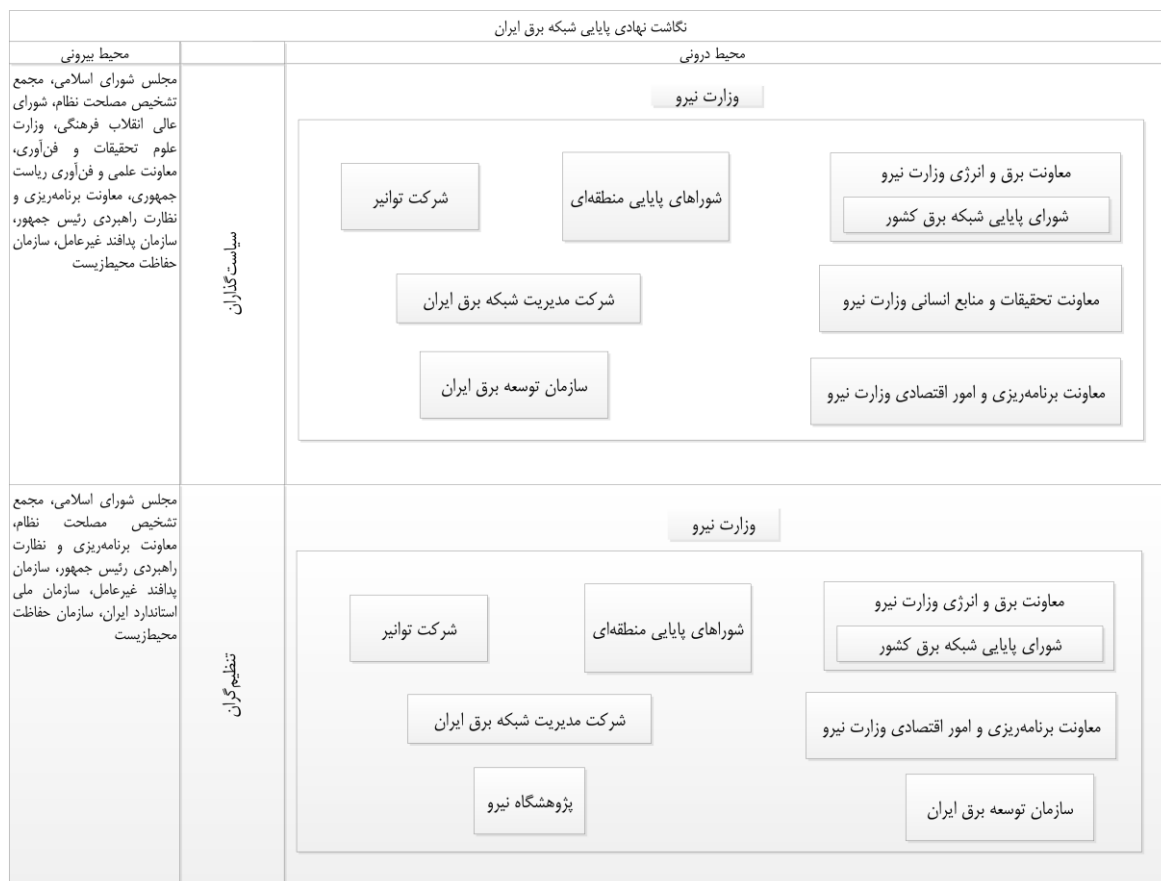 نگاشت نهادی پایایی شبکه برق ایران
محیط درونی
محیط بیرونی
سیاست‌گذاران
وزارت نیرو
معاونت برق و انرژی وزارت نیرو
شورای پایایی شبکه برق کشور
شوراهای پایایی منطقه‌ای
شرکت توانیر
معاونت تحقیقات و منابع انسانی وزارت نیرو
شرکت مدیریت شبکه برق ایران
معاونت برنامه‌ریزی و امور اقتصادی وزارت نیرو
سازمان توسعه برق ایران
مجلس شورای اسلامی، مجمع
تشخیص مصلحت نظام، شورای
عالی انقلاب فرهنگی، وزارت
علوم تحقیقات و فن‌آوری،
معاونت علمی و فن‌آوری ریاست
جمهوری، معاونت برنامه‌ریزی و
نظارت راهبردی رئیس جمهور،
سازمان پدافند غیرعامل، سازمان
حفاظت محیط‌زیست
تنظیم‌گران
وزارت نیرو
معاونت برق و انرژی وزارت نیرو
شورای پایایی شبکه برق کشور
شوراهای پایایی منطقه‌ای
شرکت توانیر
معاونت برنامه‌ریزی و امور اقتصادی وزارت نیرو
شرکت مدیریت شبکه برق ایران
سازمان توسعه برق ایران
پژوهشگاه نیرو
مجلس شورای اسلامی، مجمع
تشخیص مصلحت نظام،
معاونت برنامه‌ریزی و نظارت
راهبردی رئیس جمهور، سازمان
پدافند غیرعامل، سازمان ملی
استاندارد ایران، سازمان حفاظت
محیط‌زیست